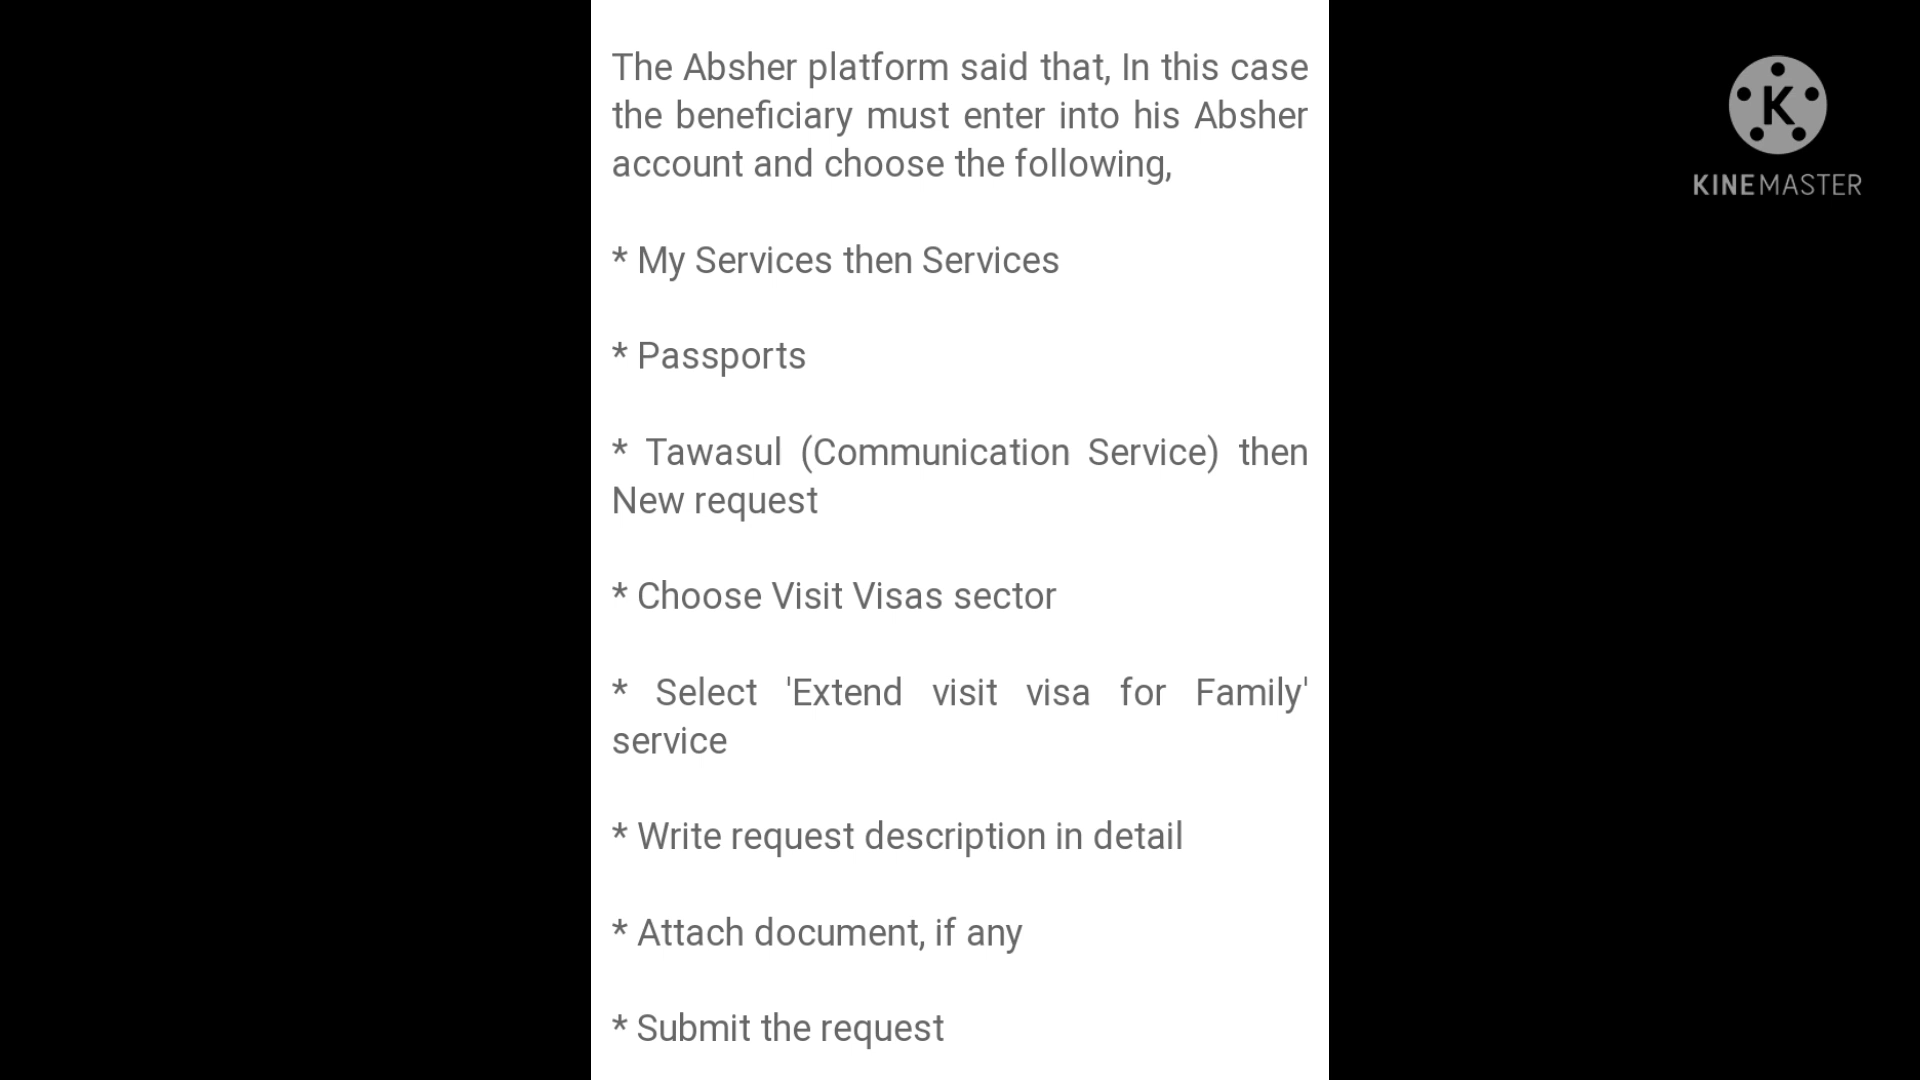 The Absher platform said that, In this case
the beneficiary must enter into his Absher
account and choose the following,
* My Services then Services
* Passports
* Tawasul (Communication Service) then
New request
* Choose Visit Visas sector
* Select 'Extend visit visa for Family'
service
* Write request description in detail
* Attach document, if any
* Submit the request
K
KINEMASTER